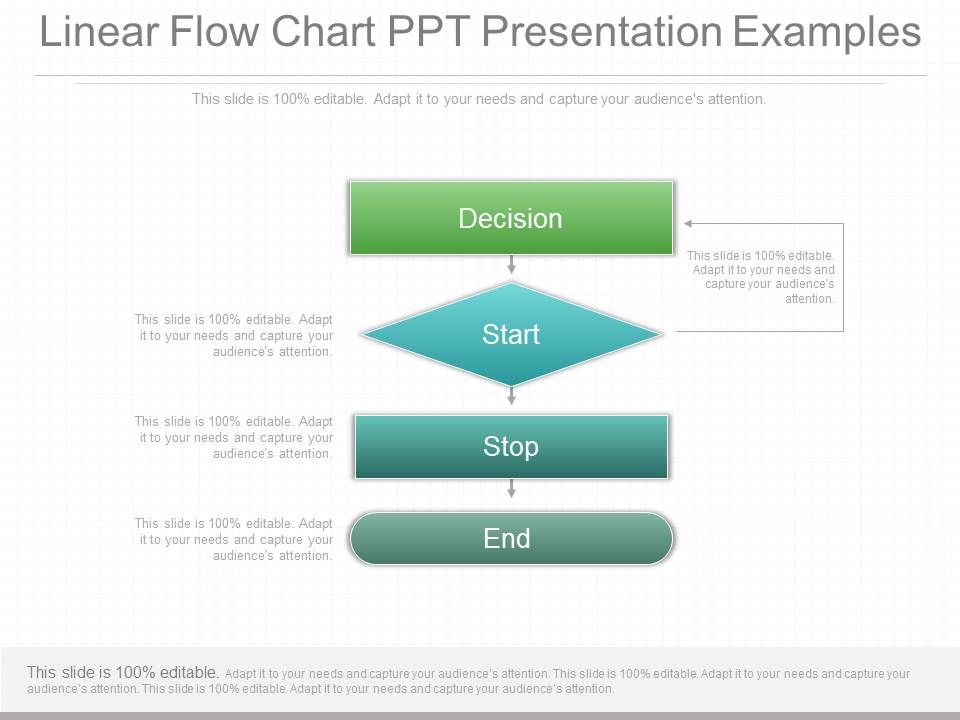 Linear Flow Chart PPT Presentation Examples
This slide is 100% editable. Adapt it to your needs and capture your audience's attention.
Decision
This slide is 100% editable.
Adapt it to your needs and
capture your audience's
attention.
This slide is 100% editable. Adapt
it to your needs and capture your
audience's attention.
Start
This slide is 100% editable. Adapt
it to your needs and capture your
audience's attention.
Stop
This slide is 100% editable. Adapt
it to your needs and capture your
audience's attention.
End
This slide is 100% editable. Adapt it to your needs and capture your audience's attention. This slide is 100% editable. Adapt it to your needs and capture your
audience's attention. This slide is 100% editable. Adapt it to your needs and capture your audience's attention.